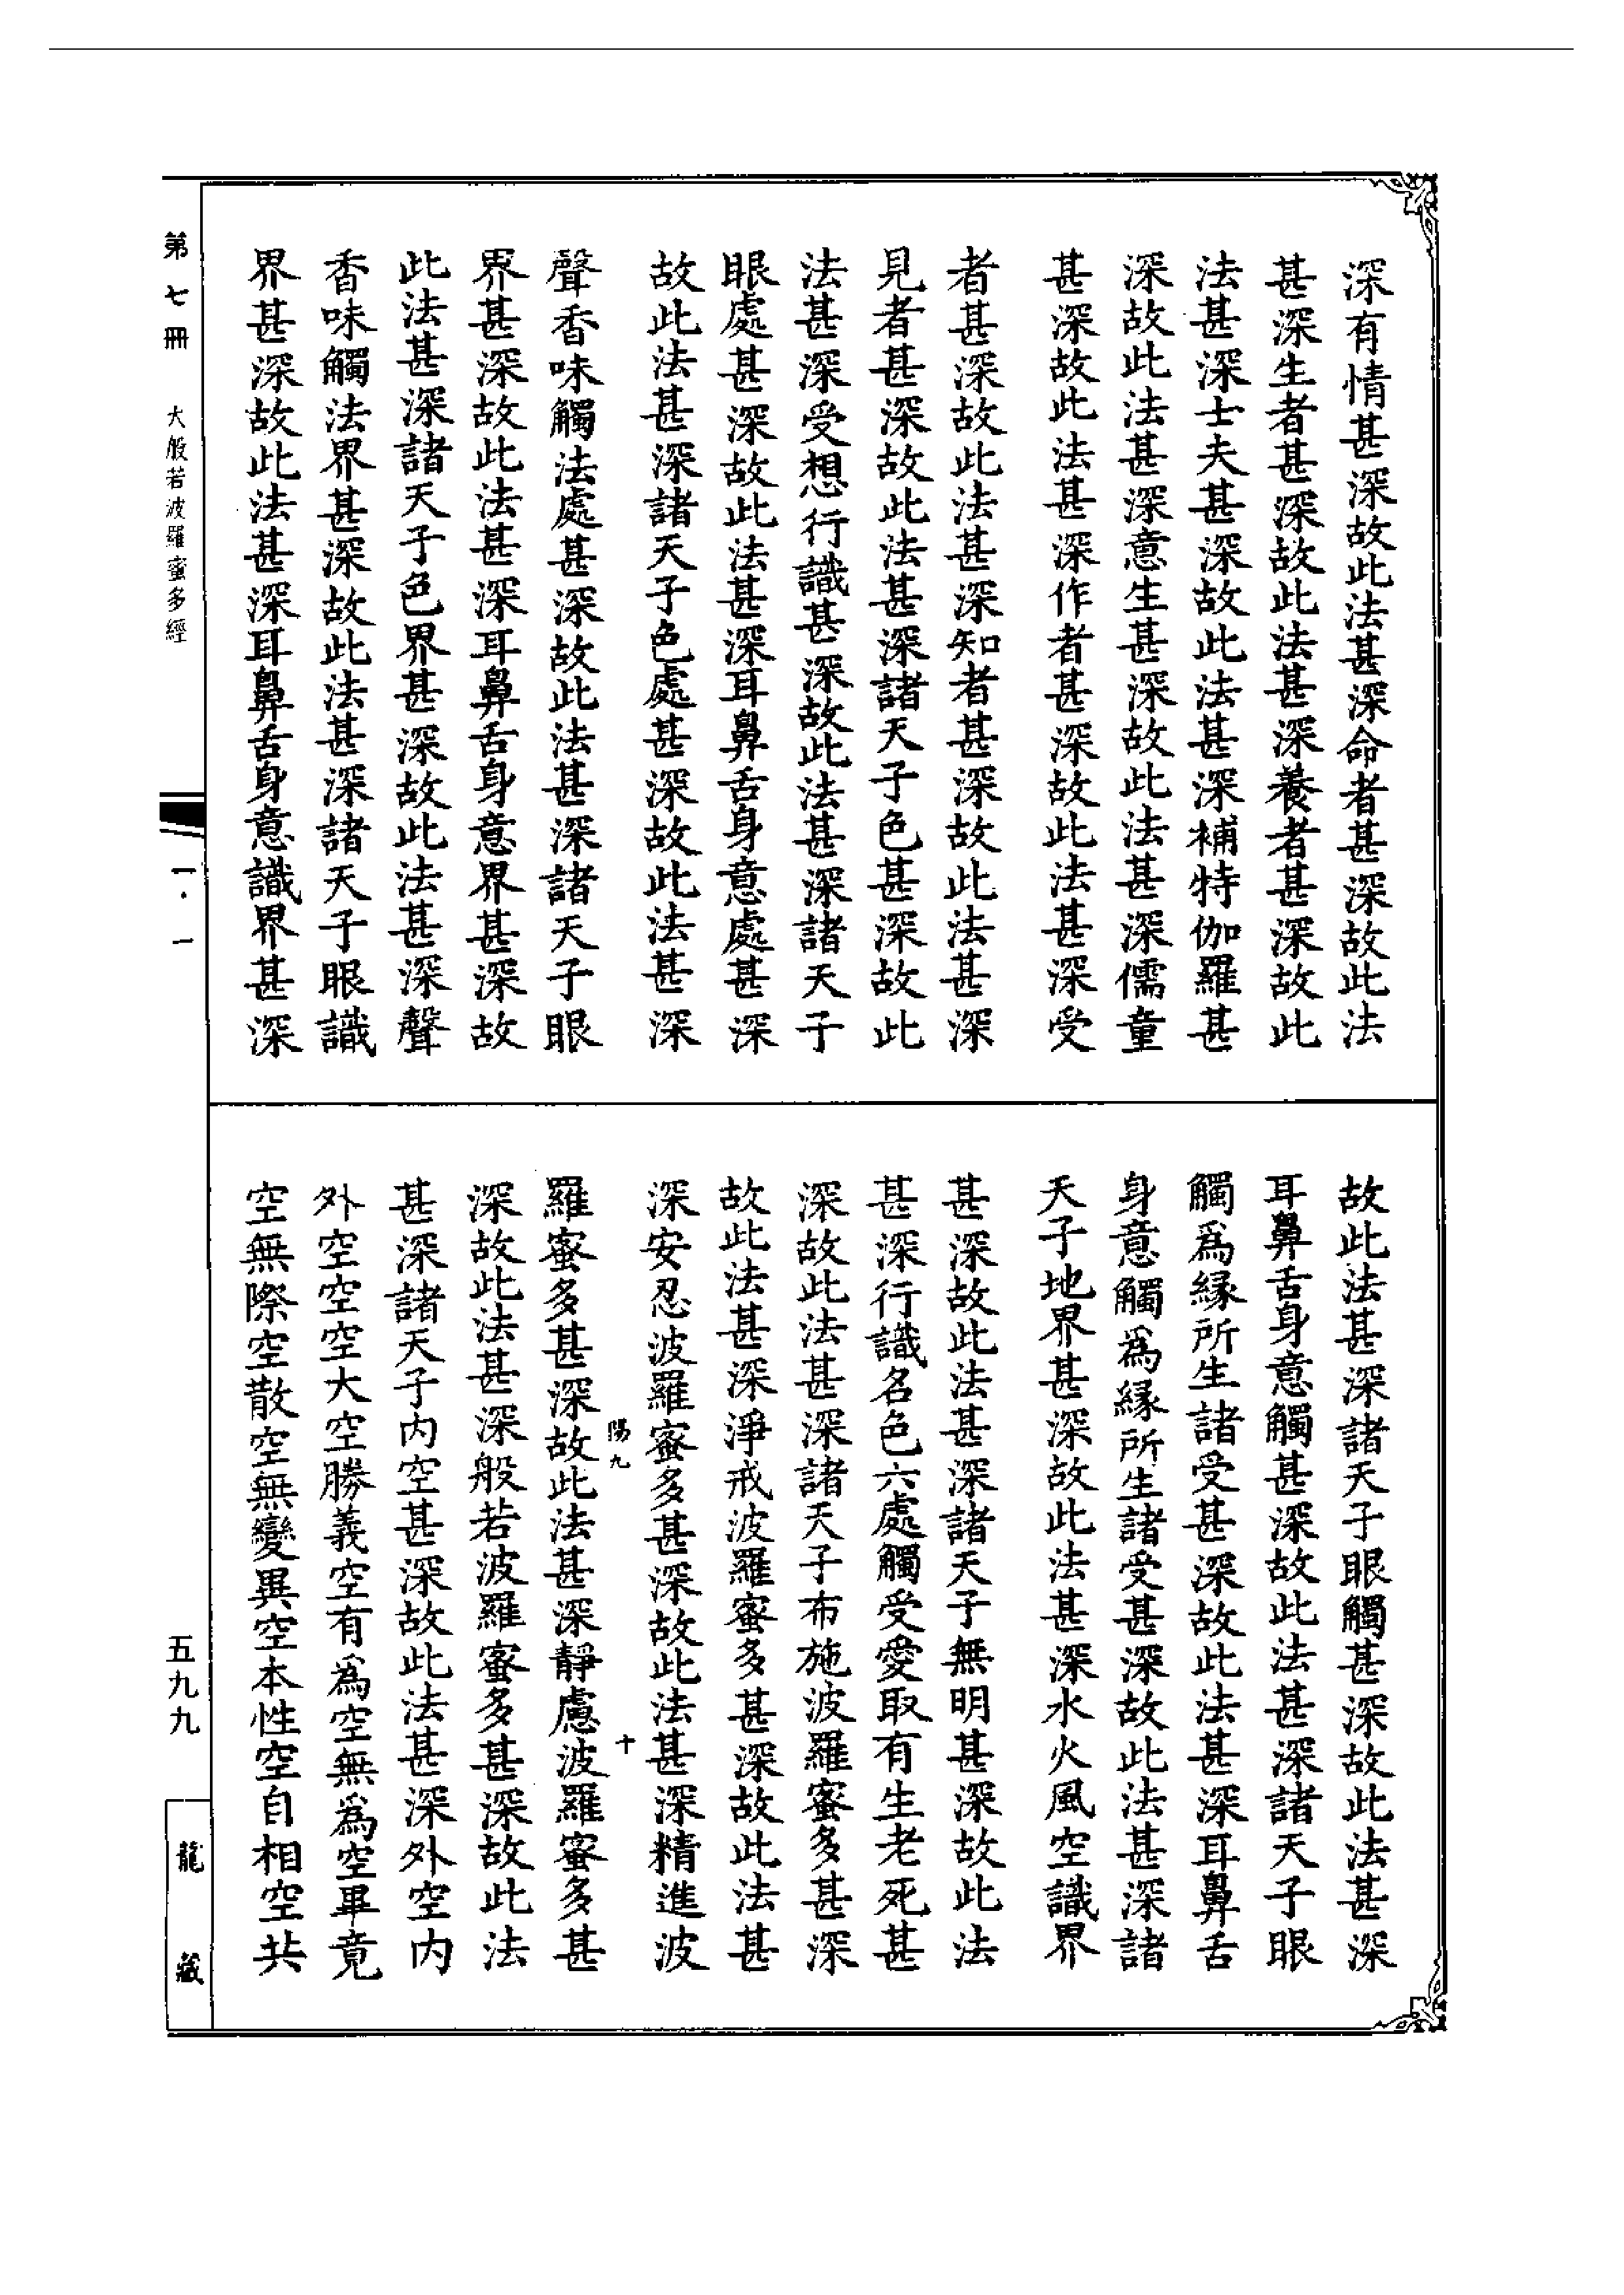 深有情甚深故此法甚深命者甚深故此法
甚深生者甚深故此法甚深養者甚深故此
法甚深士夫甚深故此法甚深補特伽羅甚
深故此法甚深意生甚深故此法甚深儒童
甚深故此法甚深作者甚深故此法甚深受
者甚深故此法甚深知者甚深故此法甚深
見者甚深故此法甚深諸天子色甚深故此
法甚深受想行識甚深故此法甚深諸天子
眼處甚深故此法甚深耳鼻舌身意處甚深
故此法甚深諸天子色處甚深故此法甚深
聲香味觸法處甚深故此法甚深諸天子眼
界甚深故此法甚深耳鼻舌身意界甚深故
此法甚深諸天子色界甚深故此法甚深聲
香味觸法界甚深故此法甚深諸天子眼識
界甚深故此法甚深耳鼻舌身意識界甚深
故此法甚深諸天子眼觸甚深故此法甚深
耳鼻舌身意觸甚深故此法甚深諸天子眼
觸爲緣所生諸受甚深故此法甚深耳鼻舌
身意觸爲緣所生諸受甚深故此法甚深諸
天子地界甚深故此法甚深水火風空識界
甚深故此法甚深諸天子無明甚深故此法
甚深行識名色六處觸受愛取有生老死甚
深故此法甚深諸天子布施波羅蜜多甚深
故此法甚深淨戒波羅蜜多甚深故此法甚
深安忍波羅蜜多甚深故此法甚深精進波
陽九 十
羅蜜多甚深故此法甚深靜慮波羅蜜多甚
深故此法甚深般若波羅蜜多甚深故此法
甚深諸天子内空甚深故此法甚深外空内
外空空空大空勝義空有爲空無爲空畢竟
空無際空散空無變異空本性空自相空共
第七冊 大般若波羅蜜多經 一·一 五九九 龍藏